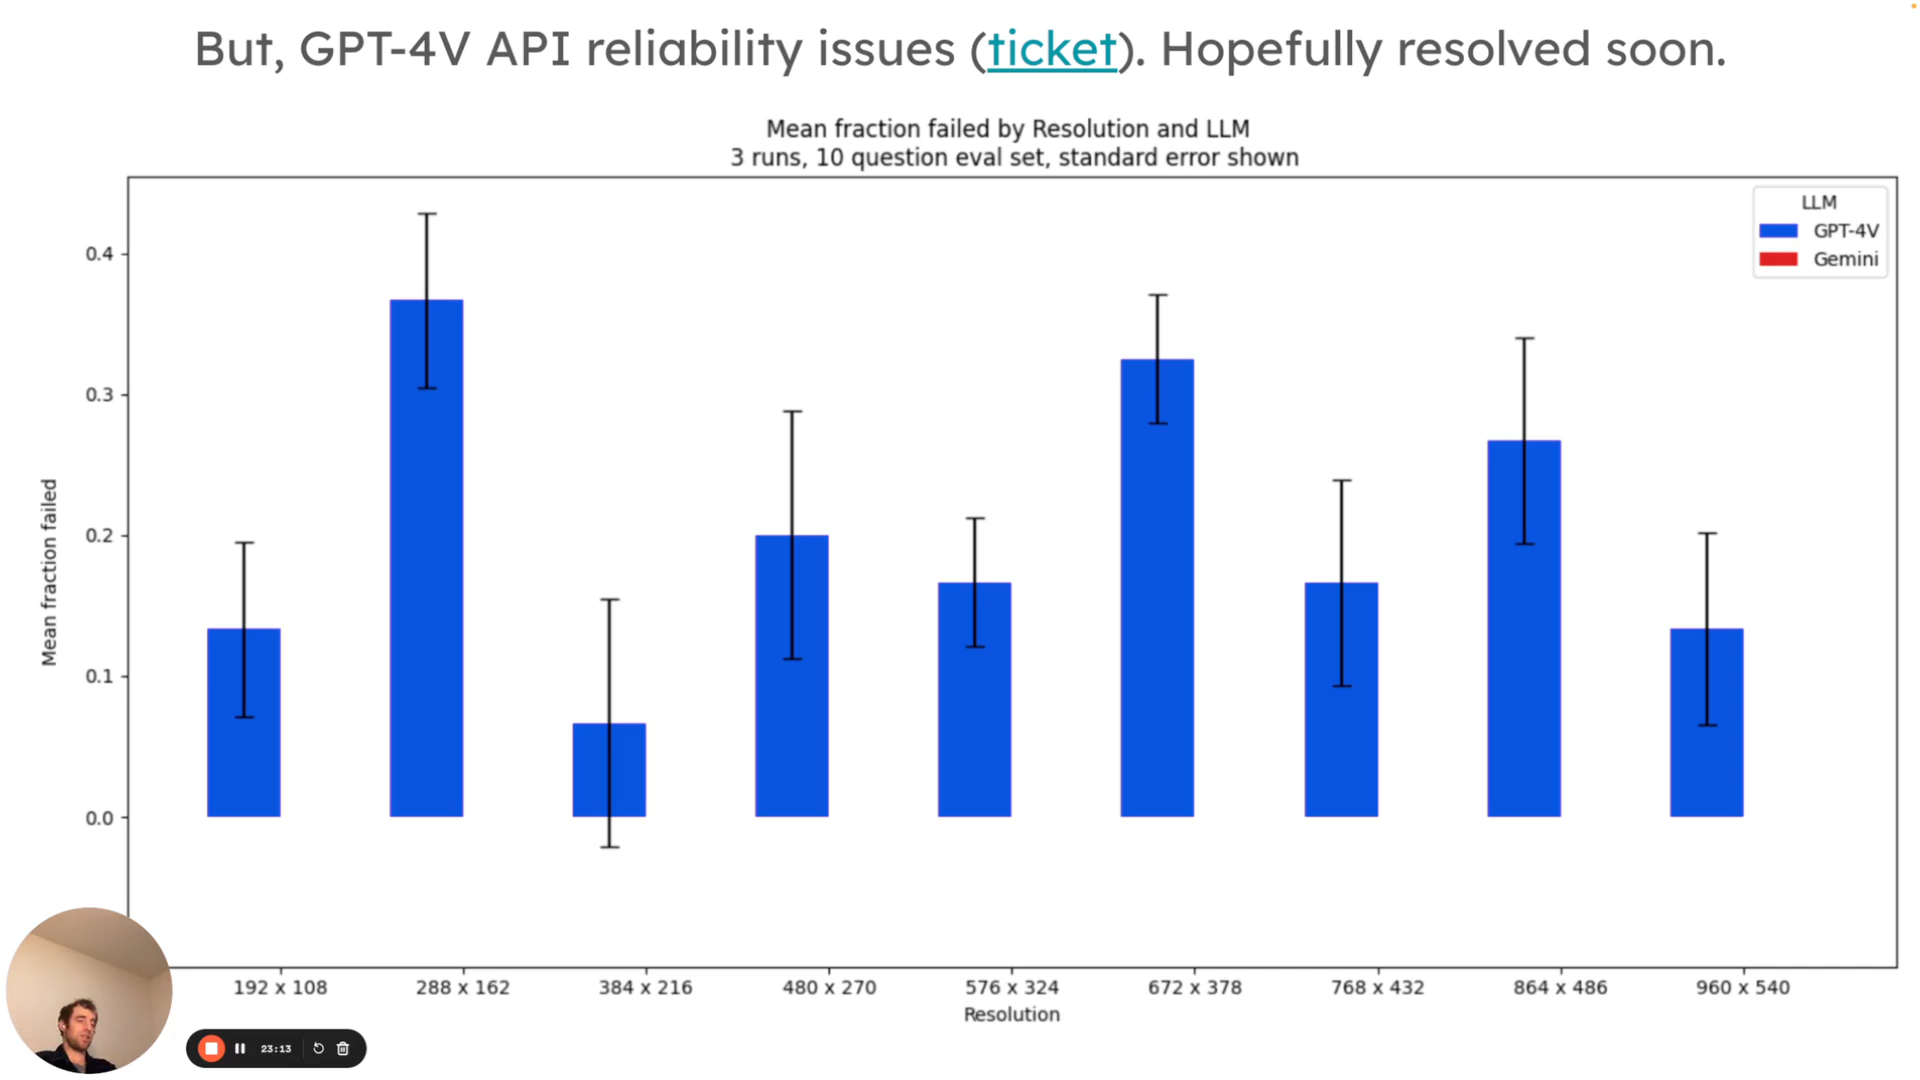 But, GPT-4V API reliability issues (ticket). Hopefully resolved soon.
Mean fraction failed by Resolution and LLM
3 runs, 10 question eval set, standard error shown
LLM
GPT-4V
Gemini
0.4
0.3
0.2
0.1
0.0
Mean fraction failed
192 x 108
288 x 162
384 x 216
480 x 270
576 x 324
672 x 378
768 x 432
864 x 486
960 x 540
Resolution
23:13